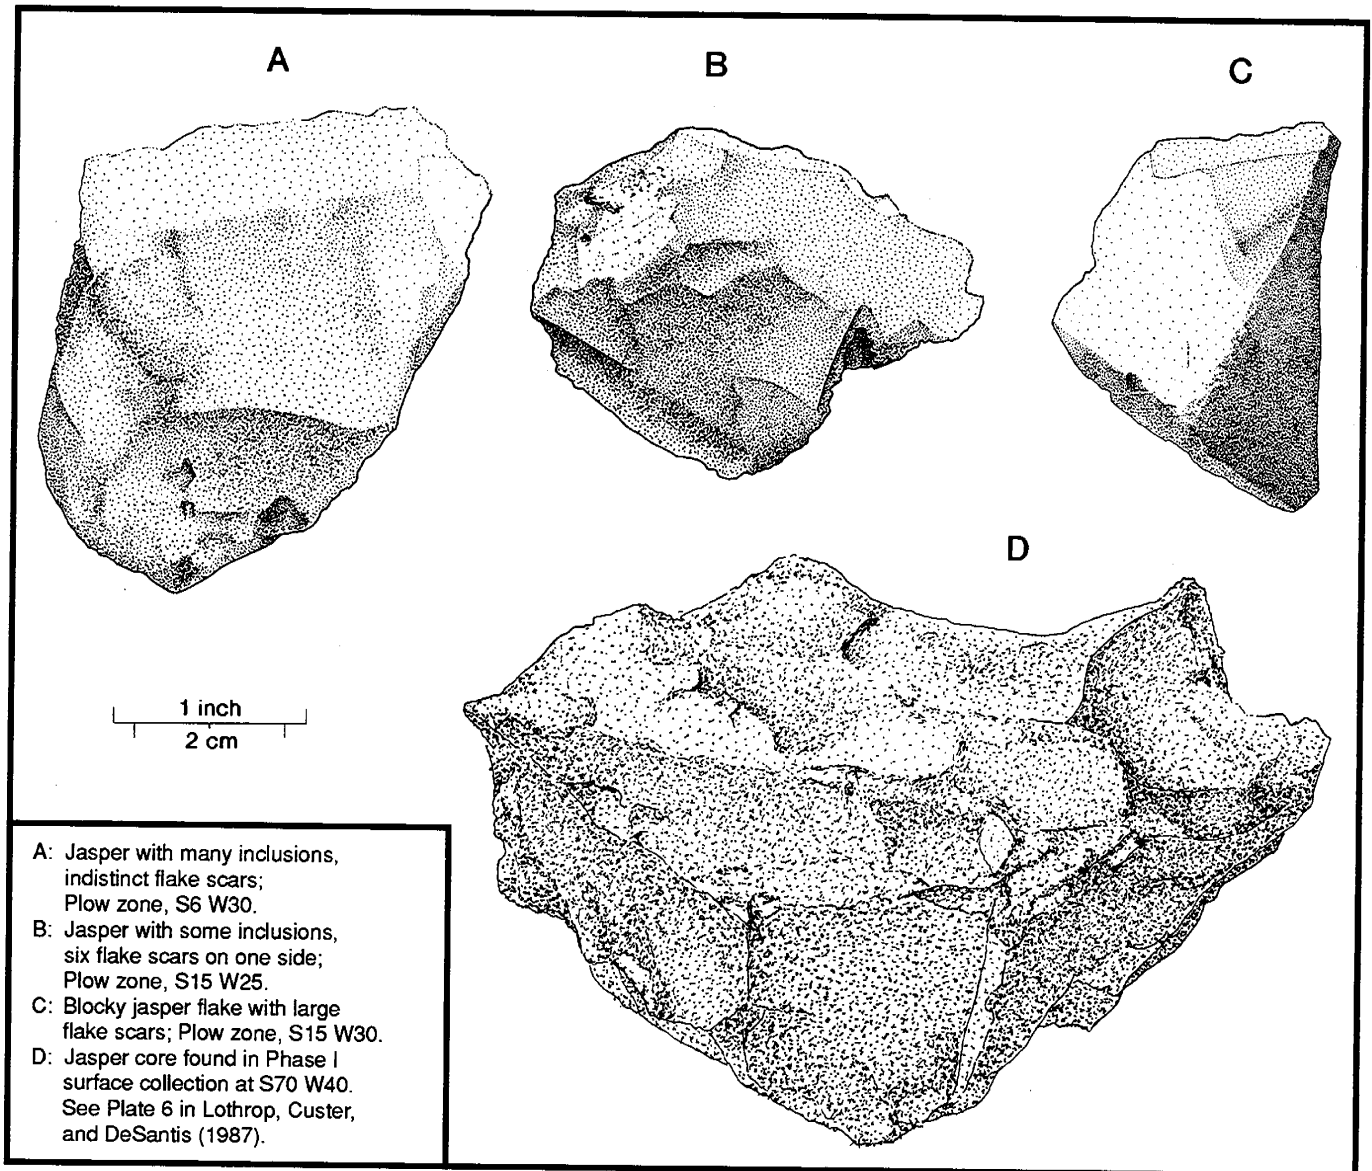 A
B
C
D
1 inch
2 cm
A: Jasper with many inclusions,
indistinct flake scars;
Plow zone, S6 W30.
B: Jasper with some inclusions,
six flake scars on one side;
Plow zone, S15 W25.
C: Blocky jasper flake with large
flake scars; Plow zone, S15 W30.
D: Jasper core found in Phase I
surface collection at S70 W40.
See Plate 6 in Lothrop, Custer,
and DeSantis (1987).